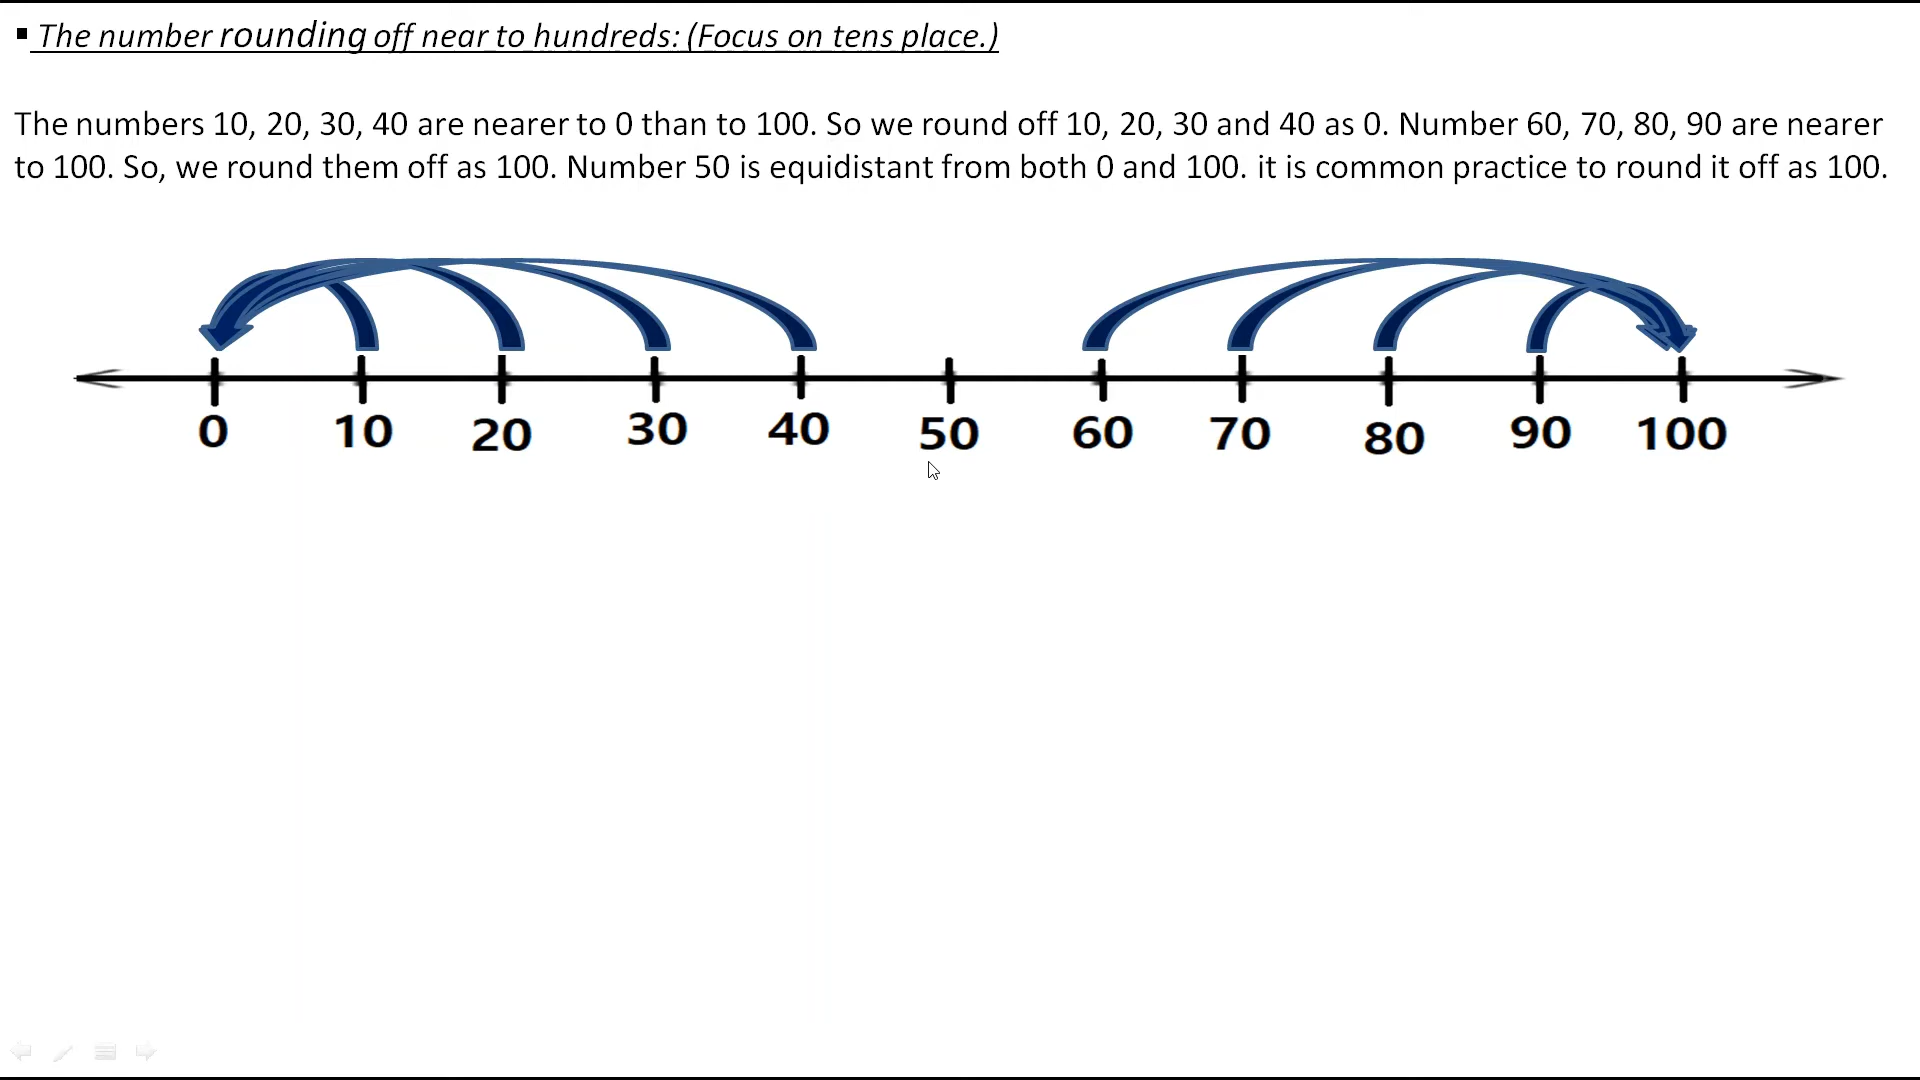 ▪ The number rounding off near to hundreds: (Focus on tens place.)
The numbers 10, 20, 30, 40 are nearer to 0 than to 100. So we round off 10, 20, 30 and 40 as 0. Number 60, 70, 80, 90 are nearer
to 100. So, we round them off as 100. Number 50 is equidistant from both 0 and 100. it is common practice to round it off as 100.
0 10 20 30 40 50 60 70 80 90 100